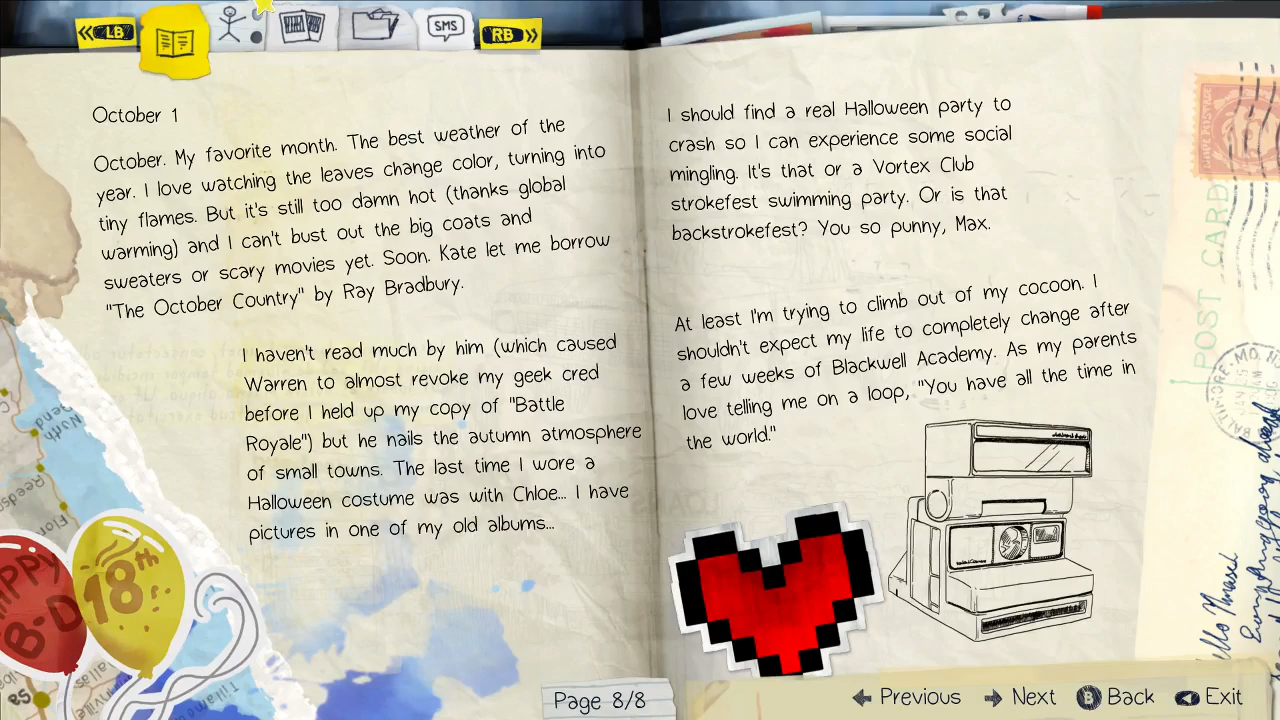 LB
SMS
RB
October 1
October. My favorite month. The best weather of the
year. I love watching the leaves change color, turning into
tiny flames. But it's still too damn hot (thanks global
warming) and I can't bust out the big coats and
sweaters or scary movies yet. Soon. Kate let me borrow
"The October Country" by Ray Bradbury.
I haven't read much by him (which caused
Warren to almost revoke my geek cred
before I held up my copy of "Battle
Royale") but he nails the autumn atmosphere
of small towns. The last time I wore a
Halloween costume was with Chloe... I have
pictures in one of my old albums...
I should find a real Halloween party to
crash so I can experience some social
mingling. It's that or a Vortex Club
strokefest swimming party. Or is that
backstrokefest? You so punny, Max.
At least I'm trying to climb out of my cocoon. I
shouldn't expect my life to completely change after
a few weeks of Blackwell Academy. As my parents
love telling me on a loop, "You have all the time in
the world."
North
Bend
18th
POST CARD
Page 8/8
Previous
Next
B Back
Exit